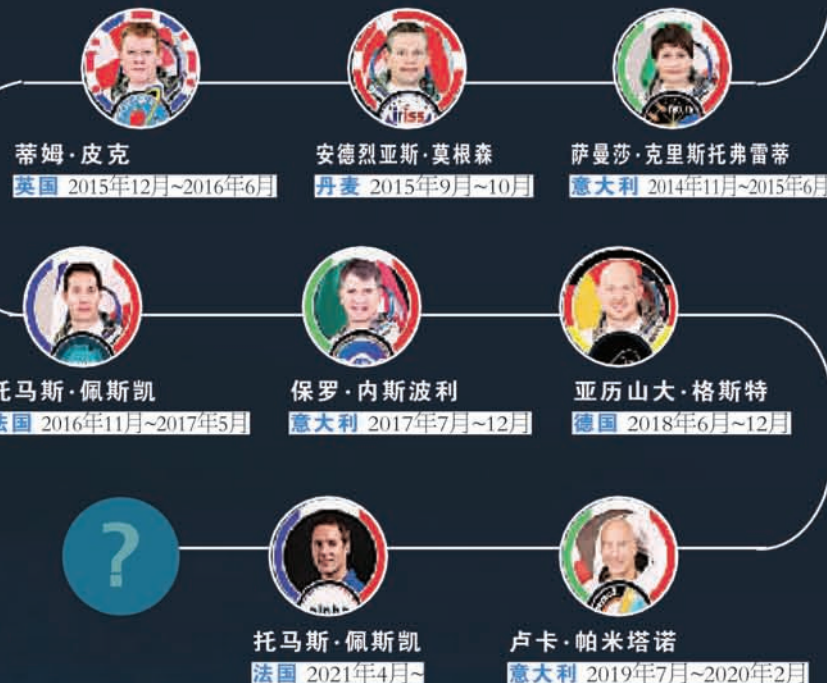 iriss
蒂姆·皮克
安德烈亚斯·莫根森
萨曼莎·克里斯托弗雷蒂
英国 2015年12月~2016年6月
丹麦 2015年9月~10月
意大利 2014年11月~2015年6月
托马斯·佩斯凯
保罗·内斯波利
亚历山大·格斯特
法国 2016年11月~2017年5月
意大利 2017年7月~12月
德国 2018年6月~12月
?
alpha
托马斯·佩斯凯
卢卡·帕米塔诺
法国 2021年4月~
意大利 2019年7月~2020年2月